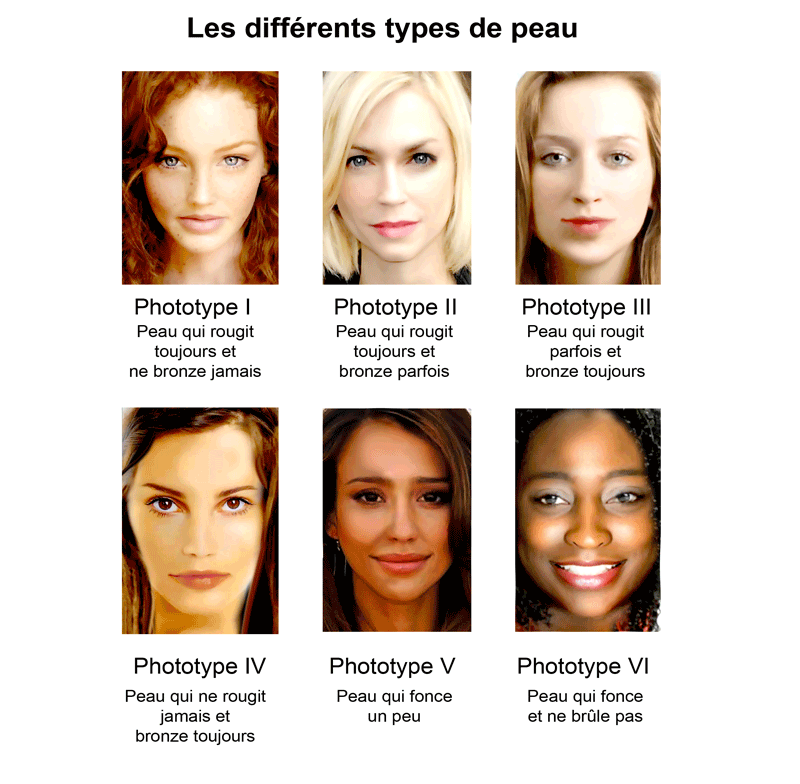 Les différents types de peau
Phototype I
Peau qui rougit
toujours et
ne bronze jamais
Phototype II
Peau qui rougit
toujours et
bronze parfois
Phototype III
Peau qui rougit
parfois et
bronze toujours
Phototype IV
Peau qui ne rougit
jamais et
bronze toujours
Phototype V
Peau qui fonce
un peu
Phototype VI
Peau qui fonce
et ne brûle pas